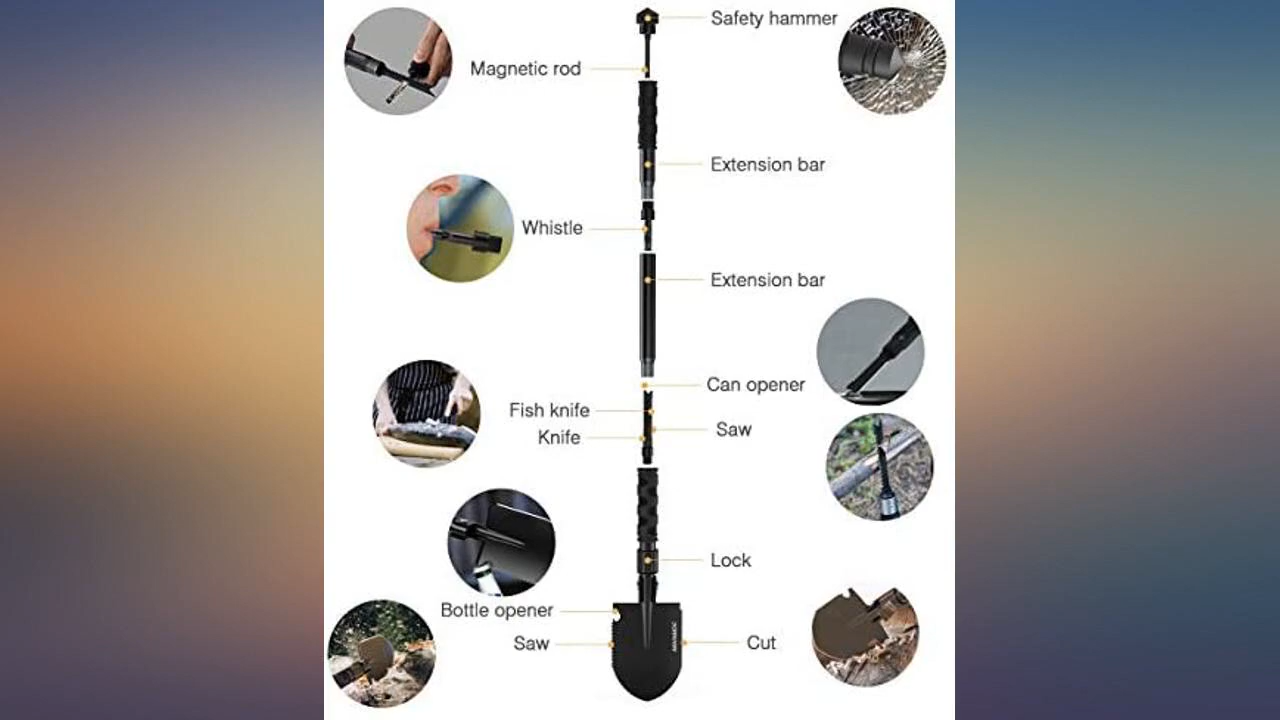 Safety hammer
Magnetic rod
Extension bar
Whistle
Extension bar
Can opener
Fish knife
Saw
Knife
Lock
Bottle opener
Saw
Cut